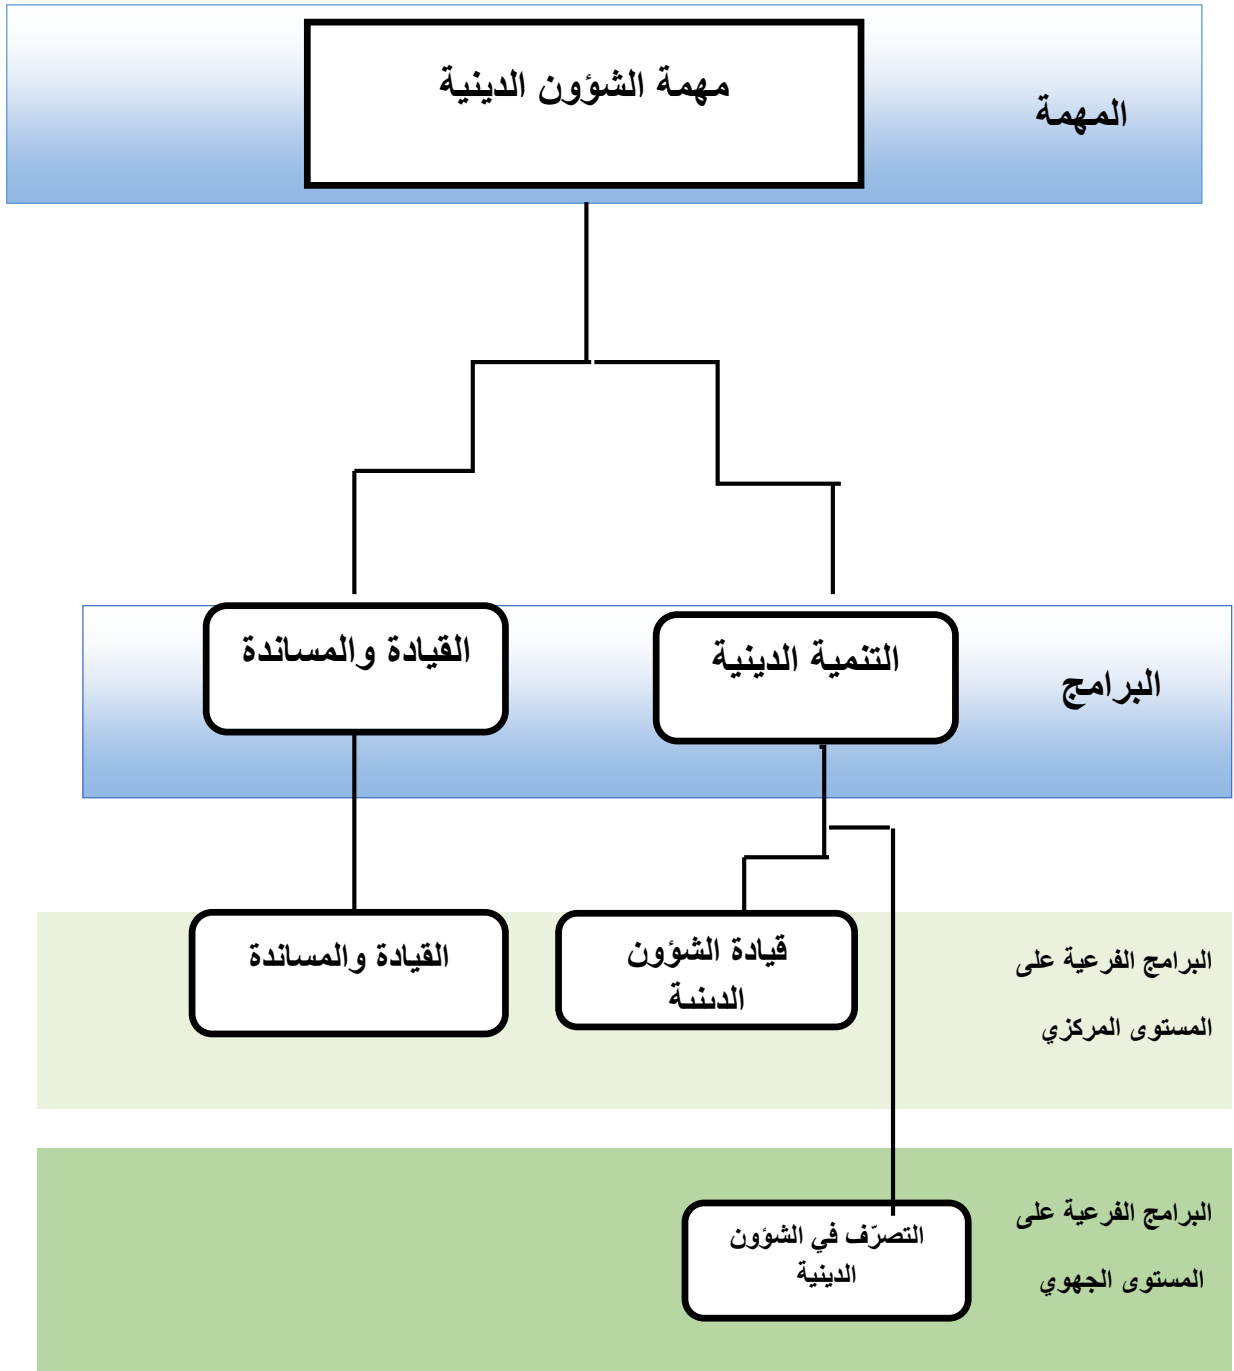 المهمة
مهمة الشؤون الدينية
البرامج
التنمية الدينية
القيادة والمساندة
البرامج الفرعية على
المستوى المركزي
قيادة الشؤون
الدينية
القيادة والمساندة
البرامج الفرعية على
المستوى الجهوي
التصرّف في الشؤون
الدينية